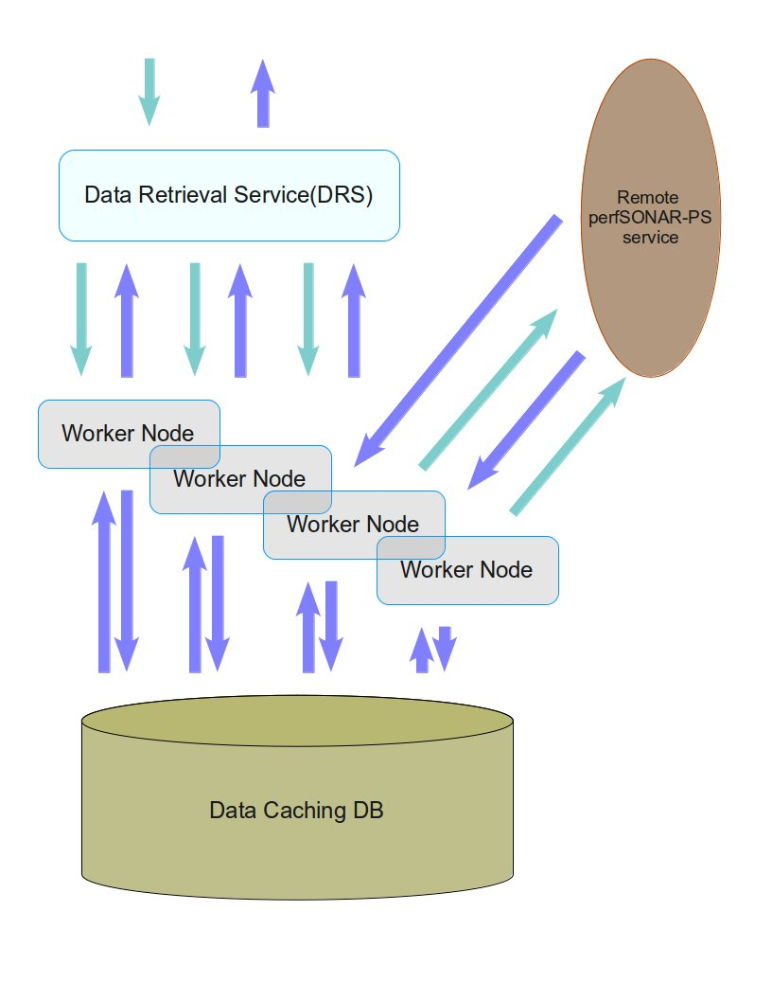 Data Retrieval Service(DRS)
Remote
perfSONAR-PS
service
Worker Node
Worker Node
Worker Node
Worker Node
Data Caching DB